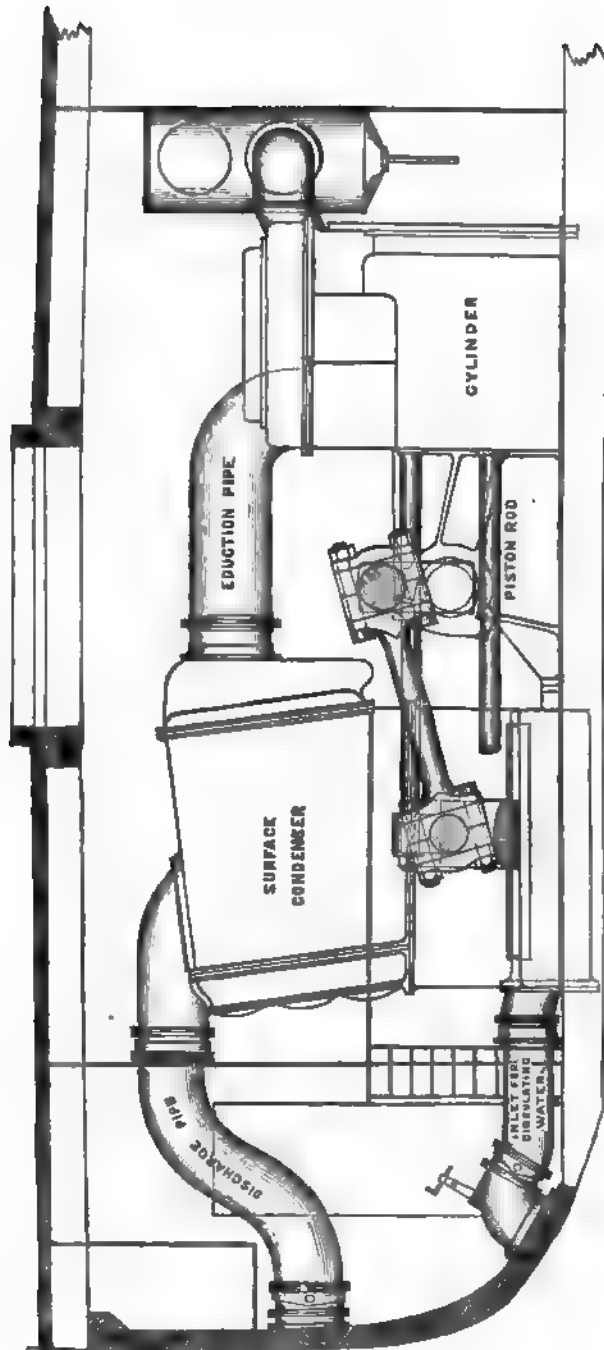 CYLINDER
EDUCTION PIPE
PISTON ROD
SURFACE
CONDENSER
DISCHARGE PIPE
INLET FOR
CIRCULATING
WATER